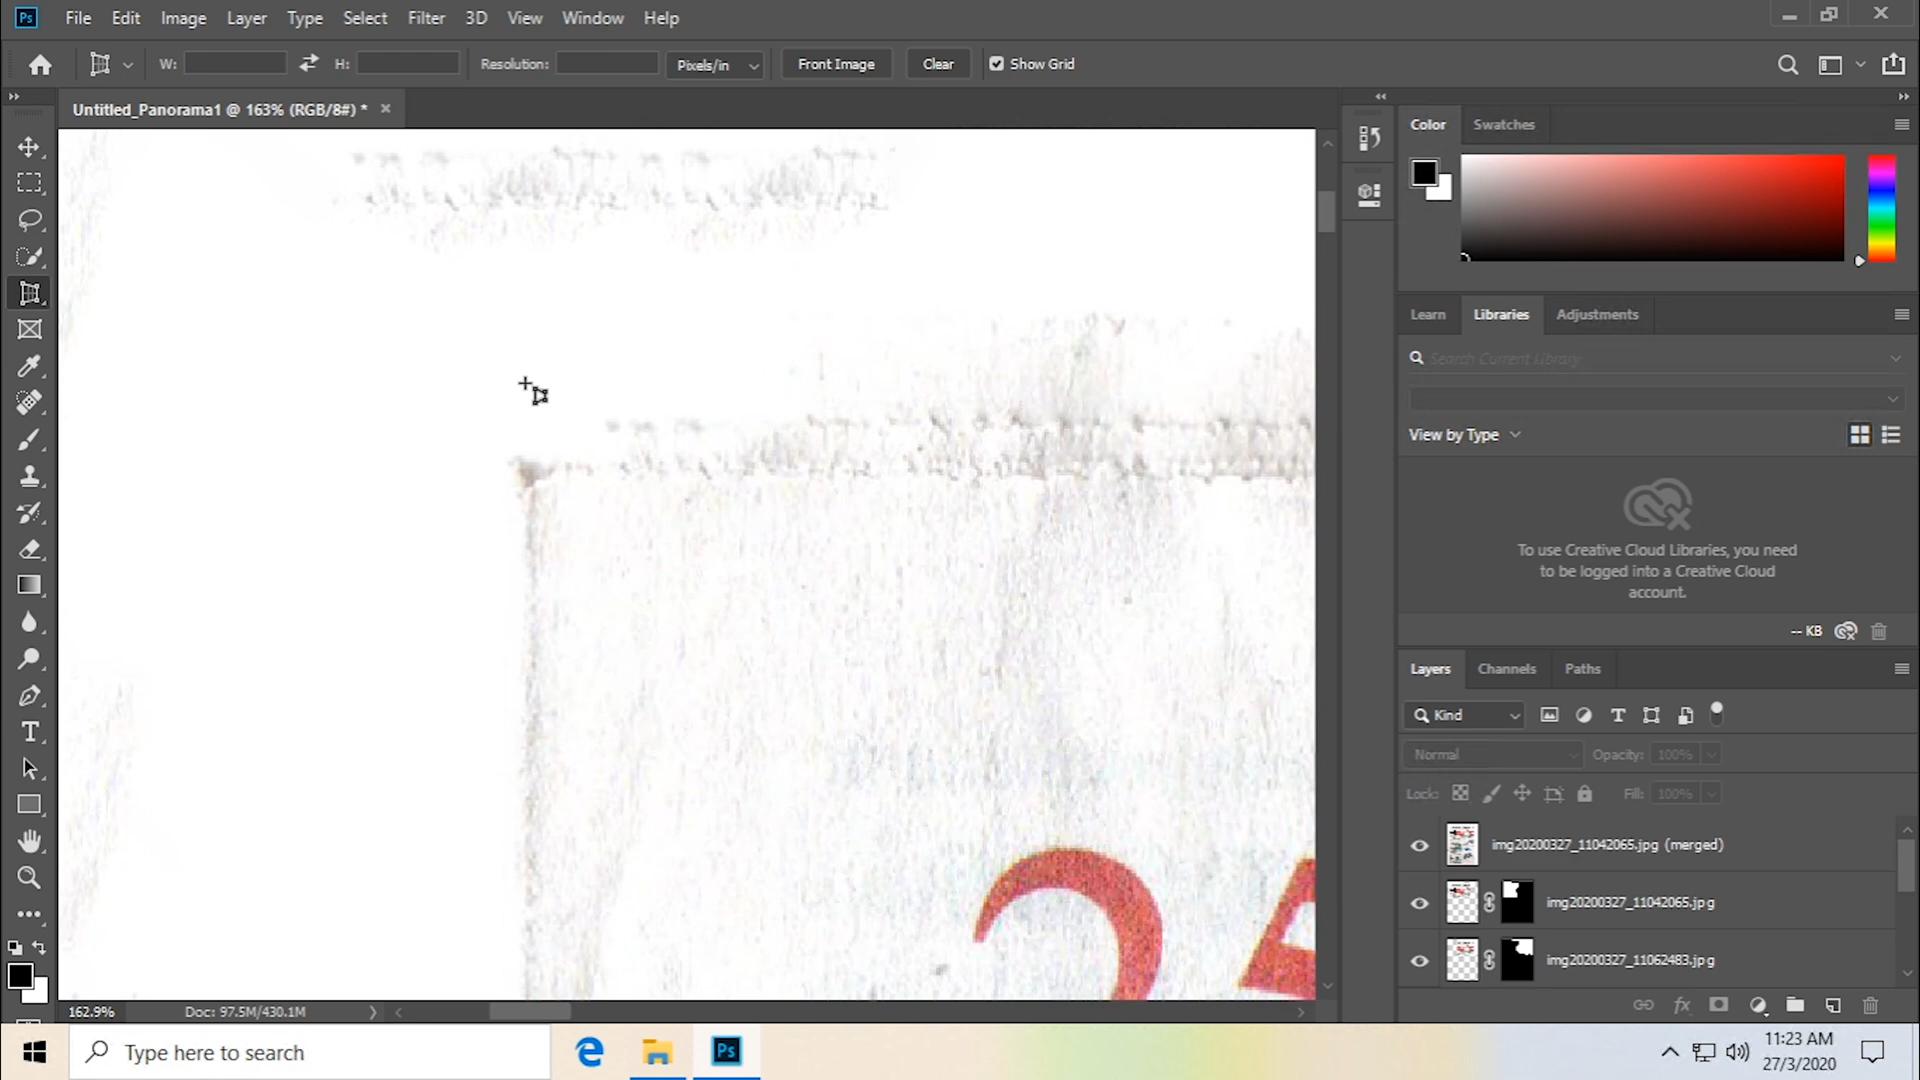 Ps File Edit Image Layer Type Select Filter 3D View Window Help
W: H: Resolution: Pixels/in Front Image Clear Show Grid
Untitled_Panorama1 @ 163% (RGB/8#) *
Color Swatches
Learn Libraries Adjustments
Search Current Library
View by Type
To use Creative Cloud Libraries, you need
to be logged into a Creative Cloud
account.
-- KB
Layers Channels Paths
Kind
Normal Opacity: 100%
Lock: Fill: 100%
img20200327_11042065.jpg (merged)
img20200327_11042065.jpg
img20200327_11062483.jpg
162.9% Doc: 97.5M/430.1M
Type here to search
Ps
11:23 AM
27/3/2020